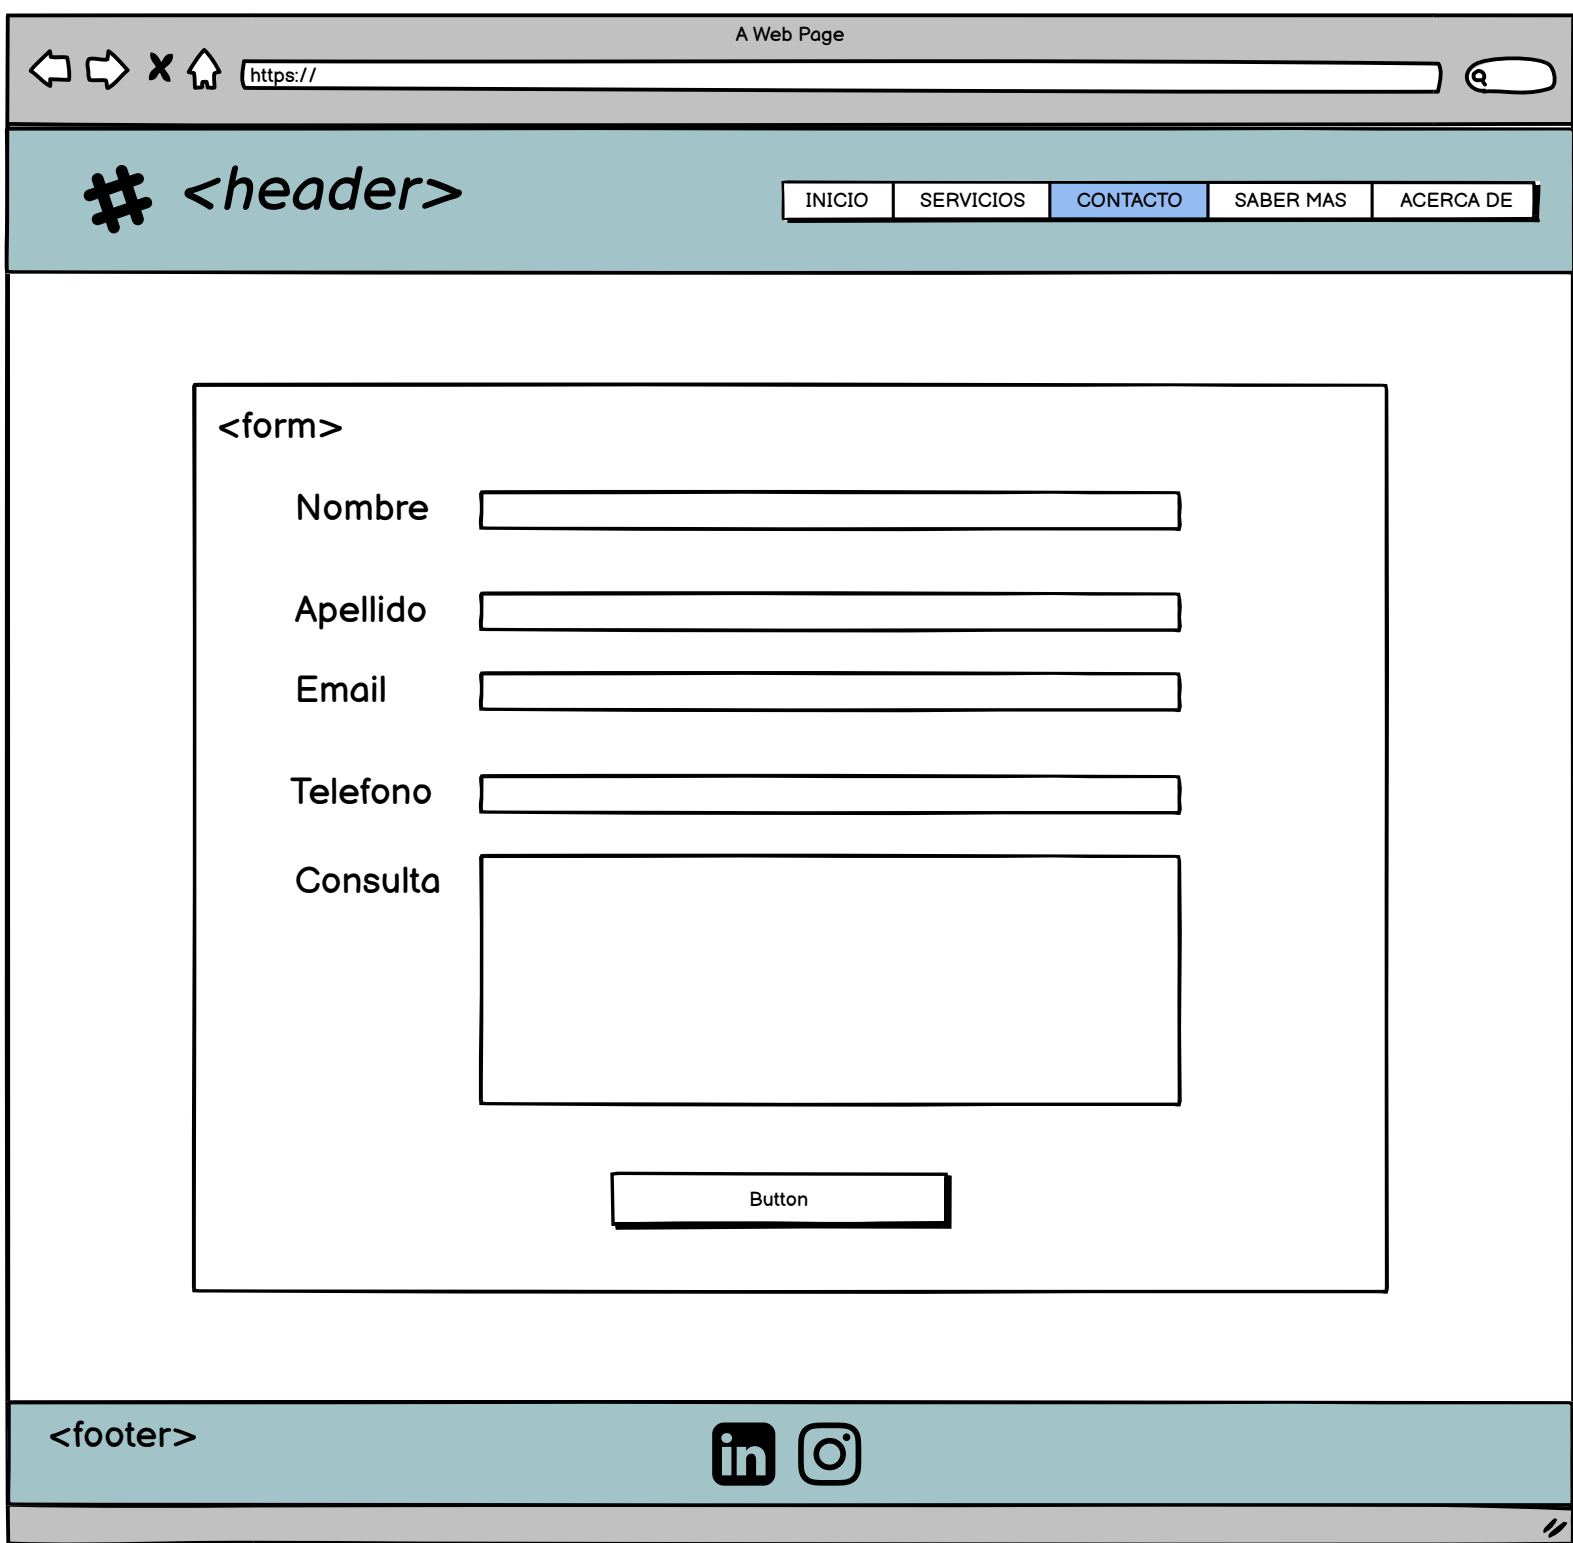 A Web Page
https://
# <header>
INICIO SERVICIOS CONTACTO SABER MAS ACERCA DE
<form>
Nombre
Apellido
Email
Telefono
Consulta
Button
<footer>
in